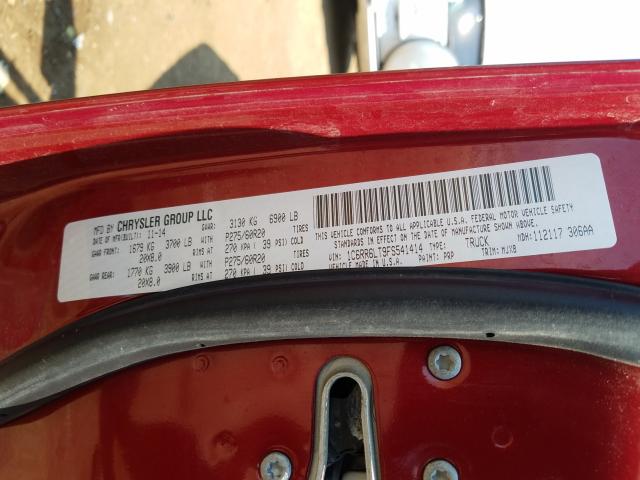 MFD BY CHRYSLER GROUP LLC
DATE OF MFR(BUILT): 11-14 GVWR: 3130 KG 6900 LB
GAWR FRONT: 1679 KG 3700 LB WITH P275/60R20 TIRES
20X8.0 RIMS AT 270 KPA ( 39 PSI) COLD
GAWR REAR: 1770 KG 3900 LB WITH P275/60R20 TIRES
20X8.0 RIMS AT 270 KPA ( 39 PSI) COLD
THIS VEHICLE CONFORMS TO ALL APPLICABLE U.S.A. FEDERAL MOTOR VEHICLE SAFETY
STANDARDS IN EFFECT ON THE DATE OF MANUFACTURE SHOWN ABOVE.
VIN: 1C6RR6LT9FS541414 TYPE: TRUCK MDH:112117 306AA
VEHICLE MADE IN U.S.A. PAINT: PRP TRIM: MJX8